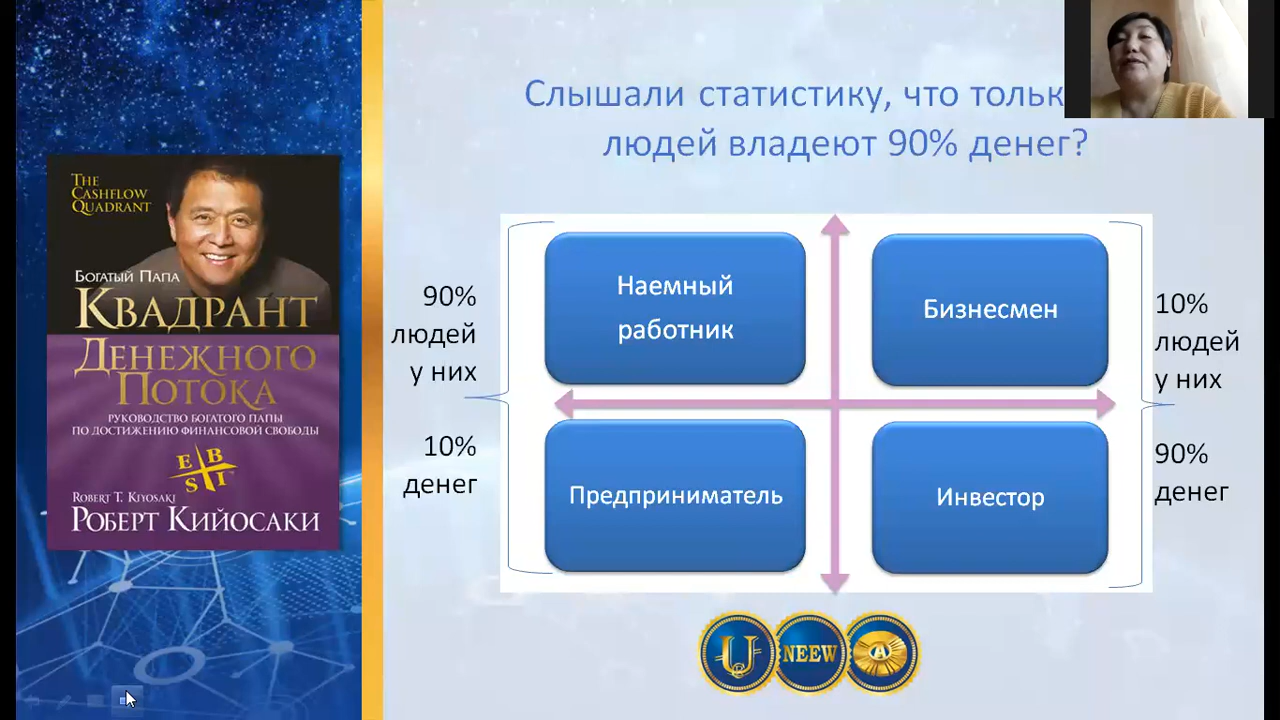 THE
CASHFLOW
QUADRANT
БОГАТЫЙ ПАПА
КВАДРАНТ
ДЕНЕЖНОГО
ПОТОКА
РУКОВОДСТВО БОГАТОГО ПАПЫ
ПО ДОСТИЖЕНИЮ ФИНАНСОВОЙ СВОБОДЫ
E B
S I
ROBERT T. KIYOSAKI
РОБЕРТ КИЙОСАКИ
Слышали статистику, что
людей владеют 90% денег?
90%
людей
у них
10%
денег
Наемный
работник
Бизнесмен
Предприниматель
Инвестор
10%
людей
у них
90%
денег
U
NEEW
A